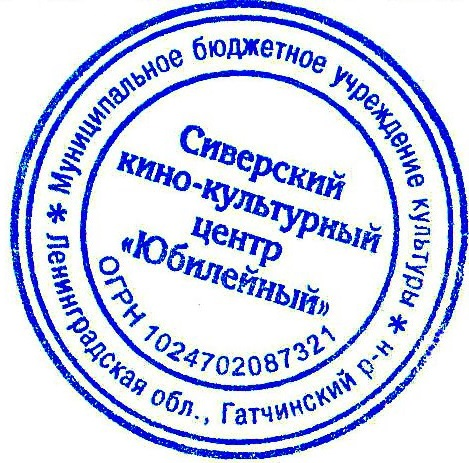 * Муниципальное бюджетное учреждение культуры *
Ленинградская обл., Гатчинский р-н
Сиверский
кино-культурный
центр
«Юбилейный»
ОГРН 1024702087321